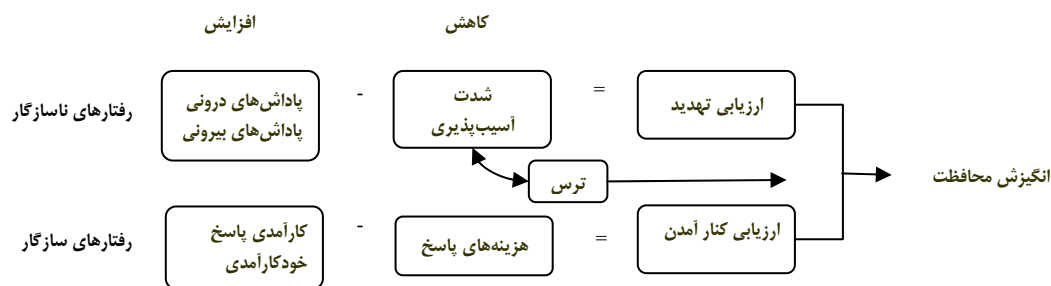 افزایش
کاهش
رفتارهای ناسازگار
پاداش‌های درونی
پاداش‌های بیرونی
-
شدت
آسیب‌پذیری
=
ارزیابی تهدید
ترس
انگیزش محافظت
رفتارهای سازگار
کارآمدی پاسخ
خودکارآمدی
-
هزینه‌های پاسخ
=
ارزیابی کنار آمدن